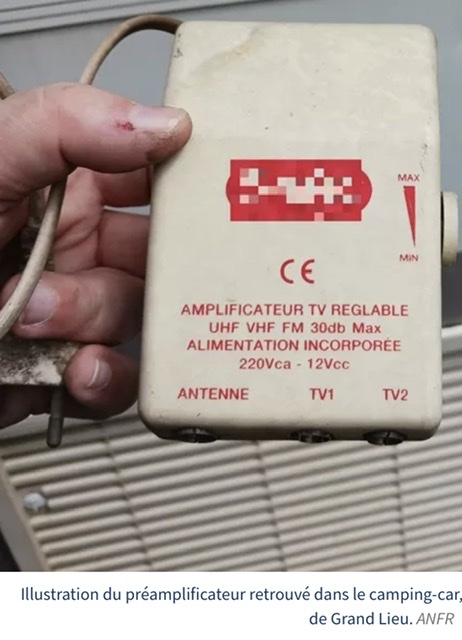 MAX
MIN
CE
AMPLIFICATEUR TV REGLABLE
UHF VHF FM 30db Max
ALIMENTATION INCORPORÉE
220Vca - 12Vcc
ANTENNE TV1 TV2
Illustration du préamplificateur retrouvé dans le camping-car,
de Grand Lieu. ANFR